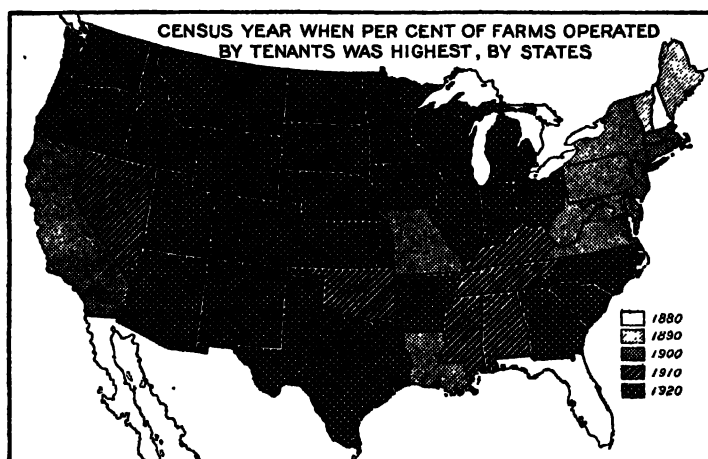 CENSUS YEAR WHEN PER CENT OF FARMS OPERATED
BY TENANTS WAS HIGHEST, BY STATES
1880
1890
1900
1910
1920